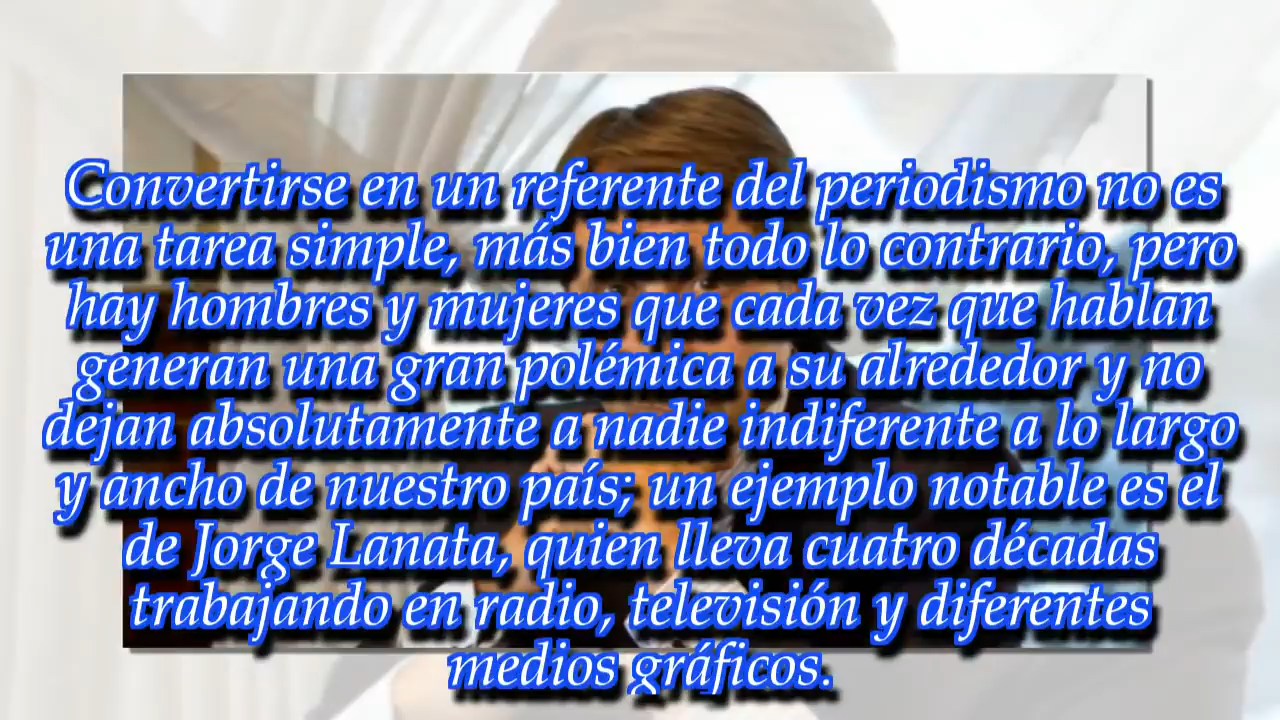 Convertirse en un referente del periodismo no es
una tarea simple, más bien todo lo contrario, pero
hay hombres y mujeres que cada vez que hablan
generan una gran polémica a su alrededor y no
dejan absolutamente a nadie indiferente a lo largo
y ancho de nuestro país; un ejemplo notable es el
de Jorge Lanata, quien lleva cuatro décadas
trabajando en radio, televisión y diferentes
medios gráficos.